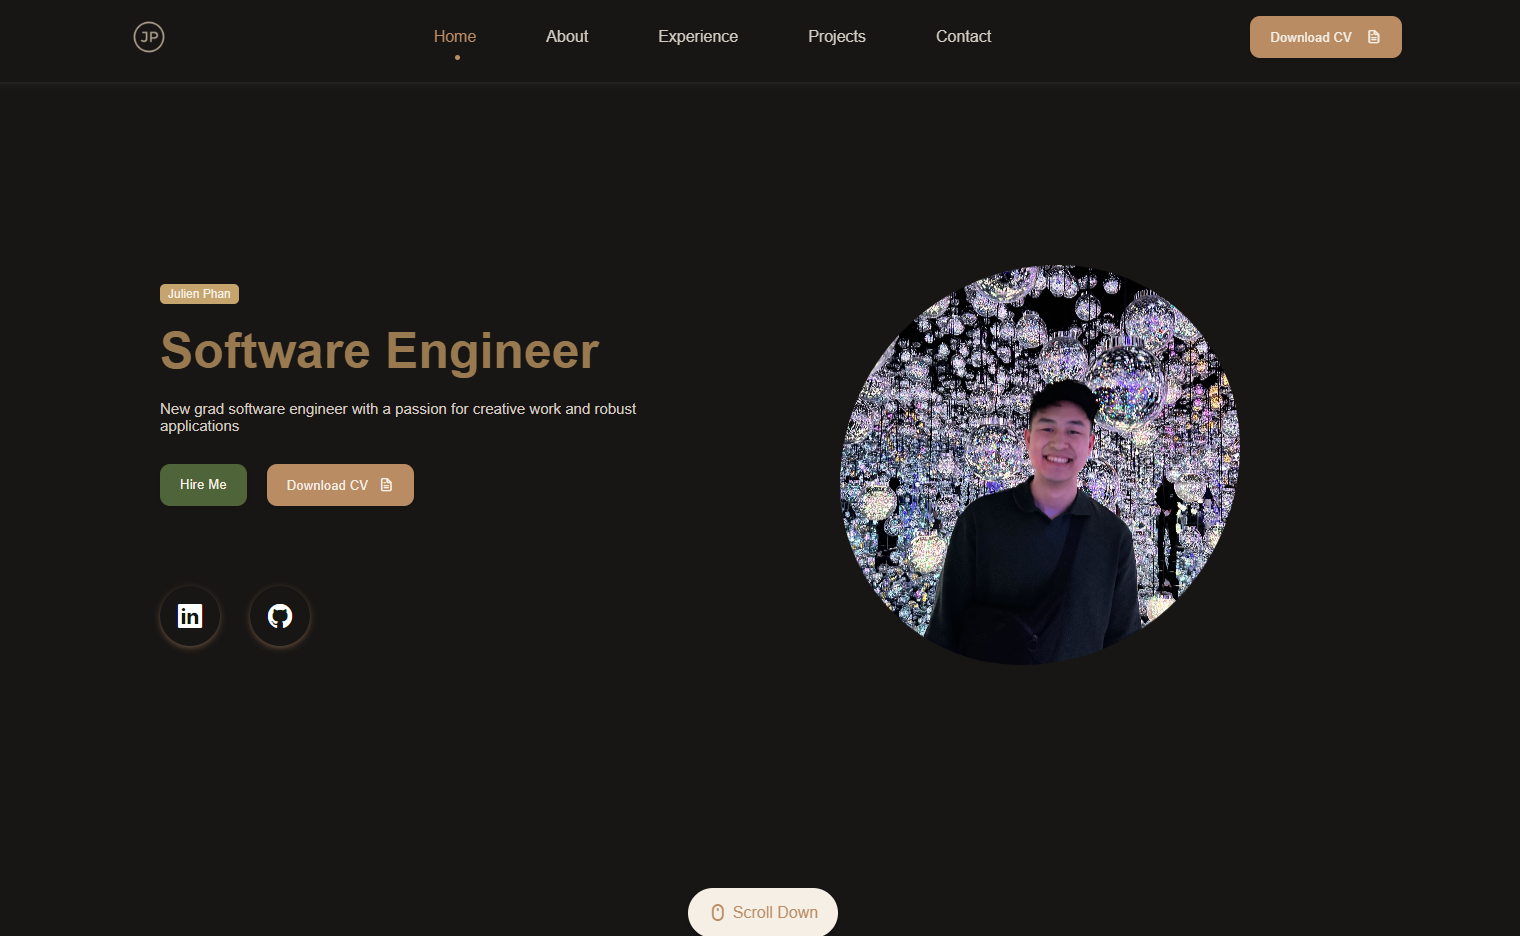 JP
Home
About
Experience
Projects
Contact
Download CV
Julien Phan
Software Engineer
New grad software engineer with a passion for creative work and robust
applications
Hire Me
Download CV
in
Scroll Down